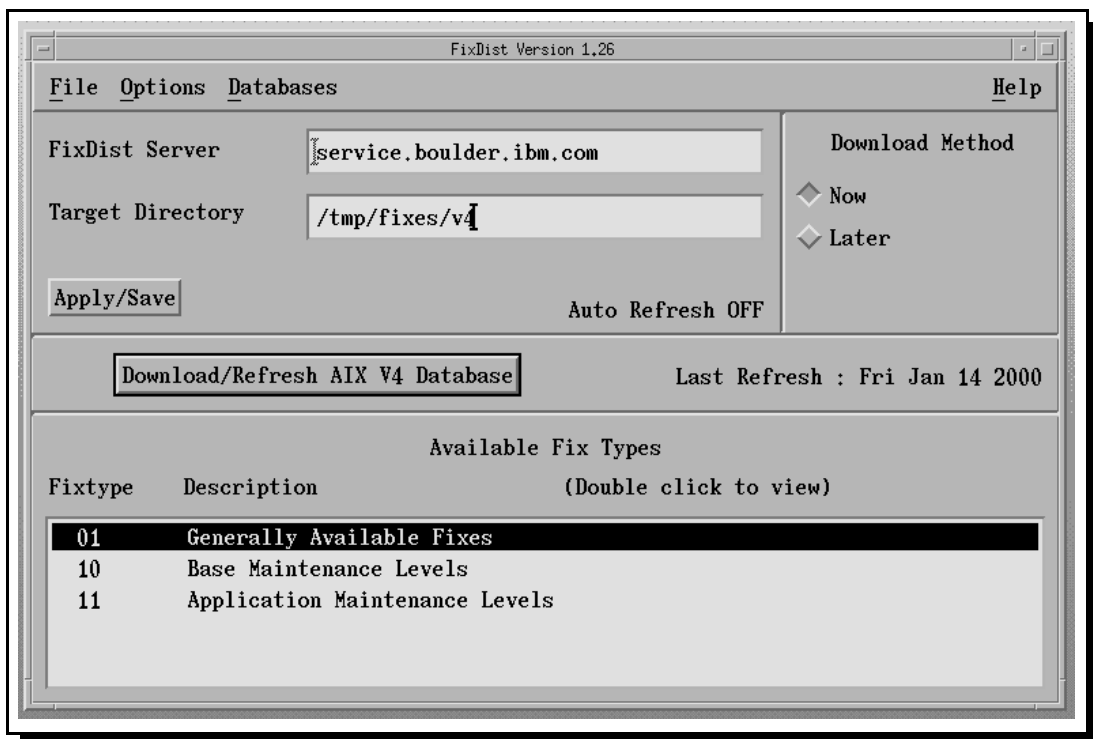 FixDist Version 1.26
File Options Databases Help
FixDist Server service.boulder.ibm.com
Target Directory /tmp/fixes/v4
Download Method
Now
Later
Apply/Save
Auto Refresh OFF
Download/Refresh AIX V4 Database Last Refresh : Fri Jan 14 2000
Available Fix Types
Fixtype Description (Double click to view)
01 Generally Available Fixes
10 Base Maintenance Levels
11 Application Maintenance Levels